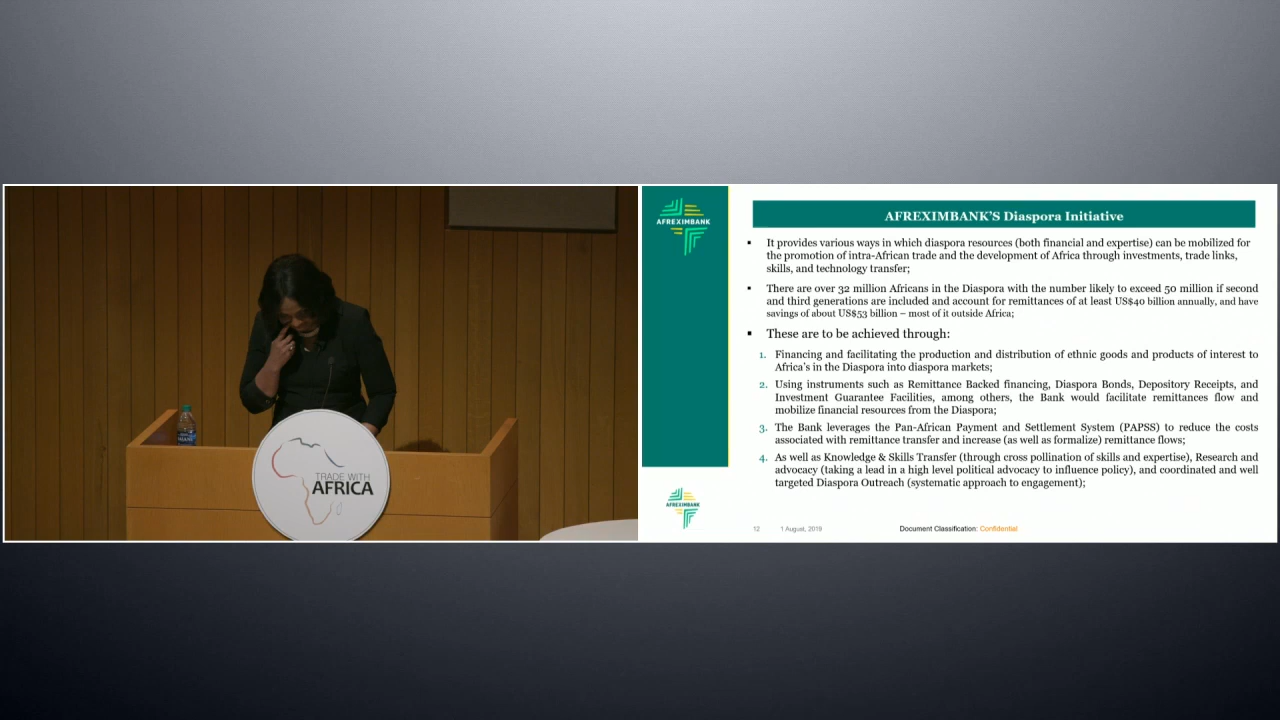 TRADE WITH
AFRICA
AFREXIMBANK
AFREXIMBANK'S Diaspora Initiative
▪ It provides various ways in which diaspora resources (both financial and expertise) can be mobilized for
the promotion of intra-African trade and the development of Africa through investments, trade links,
skills, and technology transfer;
▪ There are over 32 million Africans in the Diaspora with the number likely to exceed 50 million if second
and third generations are included and account for remittances of at least US$40 billion annually, and have
savings of about US$53 billion – most of it outside Africa;
▪ These are to be achieved through:
1. Financing and facilitating the production and distribution of ethnic goods and products of interest to
Africa's in the Diaspora into diaspora markets;
2. Using instruments such as Remittance Backed financing, Diaspora Bonds, Depository Receipts, and
Investment Guarantee Facilities, among others, the Bank would facilitate remittances flow and
mobilize financial resources from the Diaspora;
3. The Bank leverages the Pan-African Payment and Settlement System (PAPSS) to reduce the costs
associated with remittance transfer and increase (as well as formalize) remittance flows;
4. As well as Knowledge & Skills Transfer (through cross pollination of skills and expertise), Research and
advocacy (taking a lead in a high level political advocacy to influence policy), and coordinated and well
targeted Diaspora Outreach (systematic approach to engagement);
AFREXIMBANK
12 1 August, 2019 Document Classification: Confidential